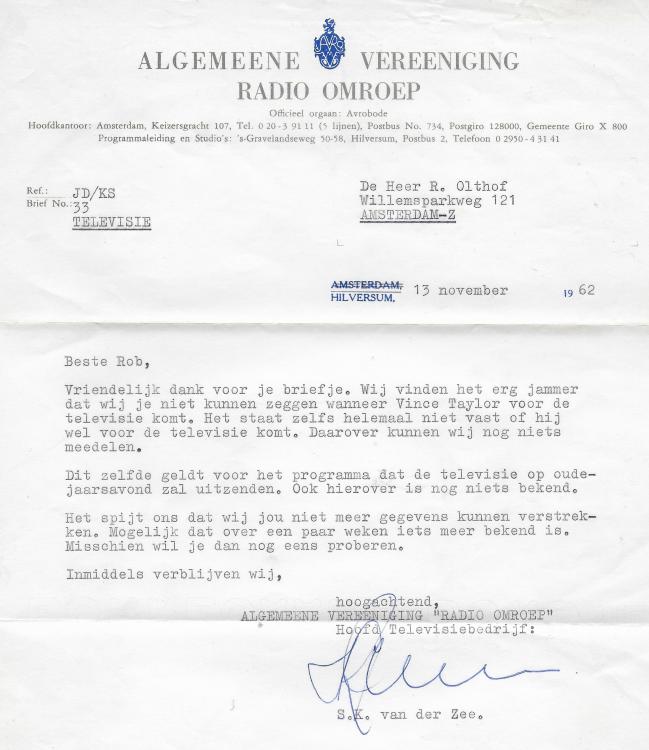 ALGEMEENE VEREENIGING
RADIO OMROEP
Officieel orgaan: Avrobode
Hoofdkantoor: Amsterdam, Keizersgracht 107, Tel. 0 20-3 91 11 (5 lijnen), Postbus No. 734, Postgiro 128000, Gemeente Giro X 800
Programmaleiding en Studio's: 's-Gravelandseweg 50-58, Hilversum, Postbus 2, Telefoon 0 2950-4 31 41
Ref.: JD/KS
Brief No.: 33
TELEVISIE
De Heer R. Olthof
Willemsparkweg 121
AMSTERDAM-Z
AMSTERDAM,
HILVERSUM, 13 november 19 62
Beste Rob,
Vriendelijk dank voor je briefje. Wij vinden het erg jammer
dat wij je niet kunnen zeggen wanneer Vince Taylor voor de
televisie komt. Het staat zelfs helemaal niet vast of hij
wel voor de televisie komt. Daarover kunnen wij nog niets
meedelen.
Dit zelfde geldt voor het programma dat de televisie op oude-
jaarsavond zal uitzenden. Ook hierover is nog niets bekend.
Het spijt ons dat wij jou niet meer gegevens kunnen verstrek-
ken. Mogelijk dat over een paar weken iets meer bekend is.
Misschien wil je dan nog eens proberen.
Inmiddels verblijven wij,
hoogachtend,
ALGEMEENE VEREENIGING "RADIO OMROEP"
Hoofd Televisiebedrijf:
S.K. van der Zee.